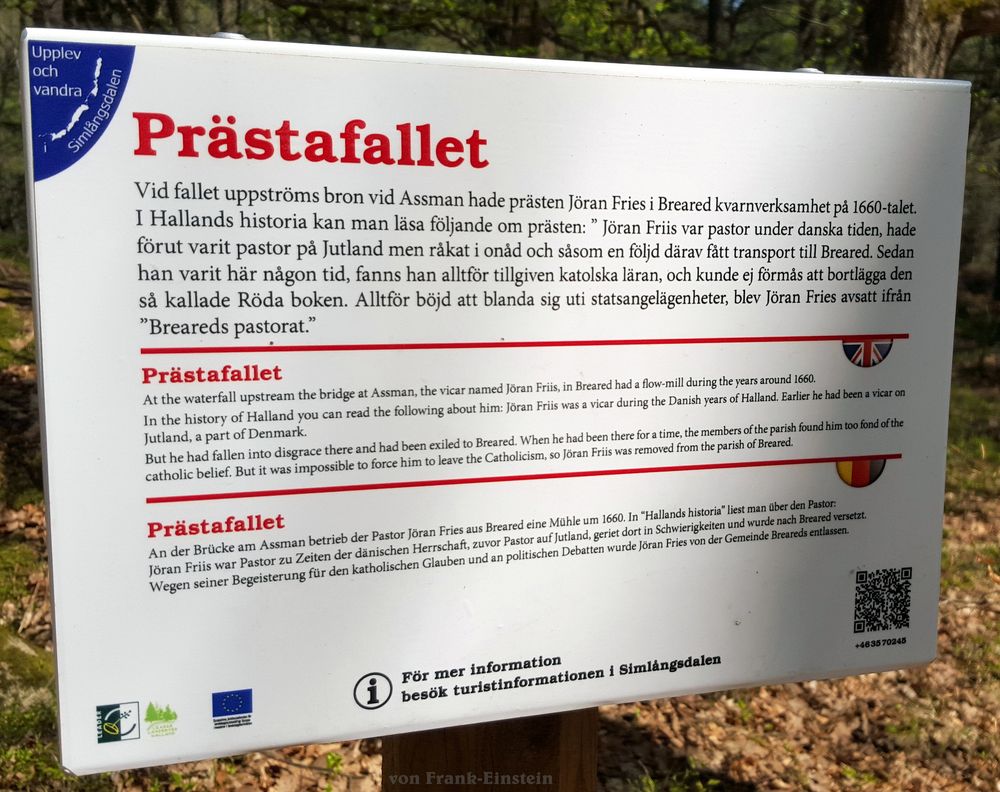 Upplev
och
vandra
i Simlångsdalen
Prästafallet
Vid fallet uppströms bron vid Assman hade prästen Jöran Fries i Breared kvarnverksamhet på 1660-talet.
I Hallands historia kan man läsa följande om prästen: ” Jöran Friis var pastor under danska tiden, hade
förut varit pastor på Jutland men råkat i onåd och såsom en följd därav fått transport till Breared. Sedan
han varit här någon tid, fanns han alltför tillgiven katolska läran, och kunde ej förmås att bortlägga den
så kallade Röda boken. Alltför böjd att blanda sig uti statsangelägenheter, blev Jöran Fries avsatt ifrån
”Breareds pastorat.”
Prästafallet
At the waterfall upstream the bridge at Assman, the vicar named Jöran Friis, in Breared had a flow-mill during the years around 1660.
In the history of Halland you can read the following about him: Jöran Friis was a vicar during the Danish years of Halland. Earlier he had been a vicar on
Jutland, a part of Denmark.
But he had fallen into disgrace there and had been exiled to Breared. When he had been there for a time, the members of the parish found him too fond of the
catholic belief. But it was impossible to force him to leave the Catholicism, so Jöran Friis was removed from the parish of Breared.
Prästafallet
An der Brücke am Assman betrieb der Pastor Jöran Fries aus Breared eine Mühle um 1660. In “Hallands historia” liest man über den Pastor:
Jöran Friis war Pastor zu Zeiten der dänischen Herrschaft, zuvor Pastor auf Jutland, geriet dort in Schwierigkeiten und wurde nach Breared versetzt.
Wegen seiner Begeisterung für den katholischen Glauben und an politischen Debatten wurde Jöran Fries von der Gemeinde Breareds entlassen.
+463570245
För mer information
besök turistinformationen i Simlångsdalen
LEADER
HALLAND
von Frank-Einstein